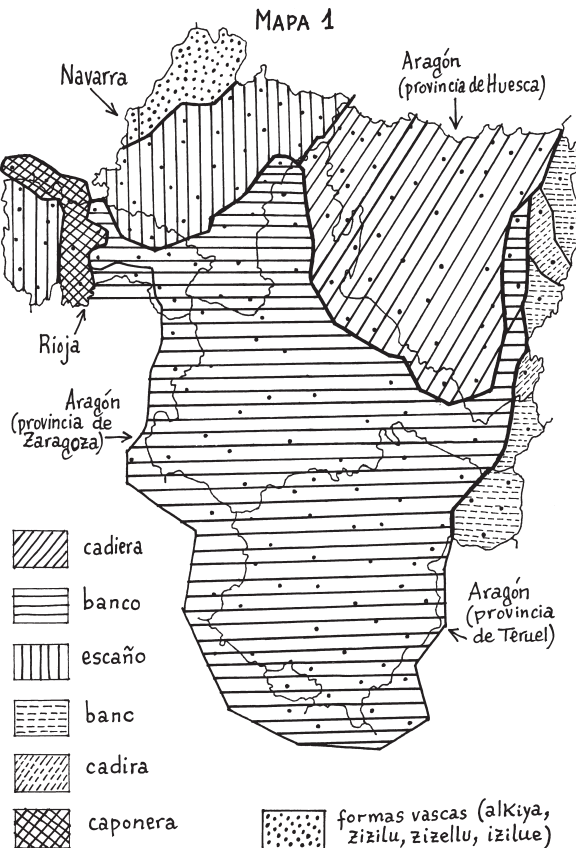 MAPA 1
Navarra
Aragón
(provincia de Huesca)
Rioja
Aragón
(provincia de
Zaragoza)
Aragón
(provincia
de Teruel)
cadiera
banco
escaño
banc
cadira
caponera
formas vascas (alKiya,
zizilu, zizellu, izilue)